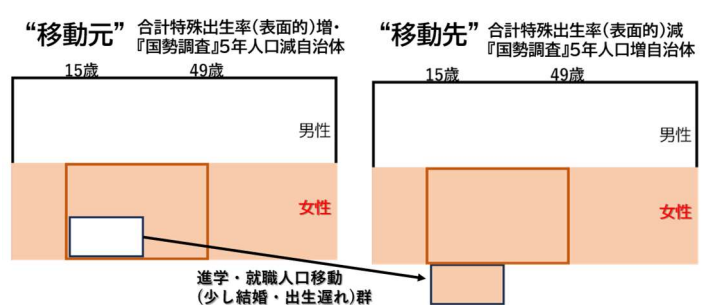 “移動元” 合計特殊出生率(表面的)増・
『国勢調査』5年人口減自治体
15歳 49歳
男性
女性
“移動先” 合計特殊出生率(表面的)減
『国勢調査』5年人口増自治体
15歳 49歳
男性
女性
進学・就職人口移動
(少し結婚・出生遅れ)群